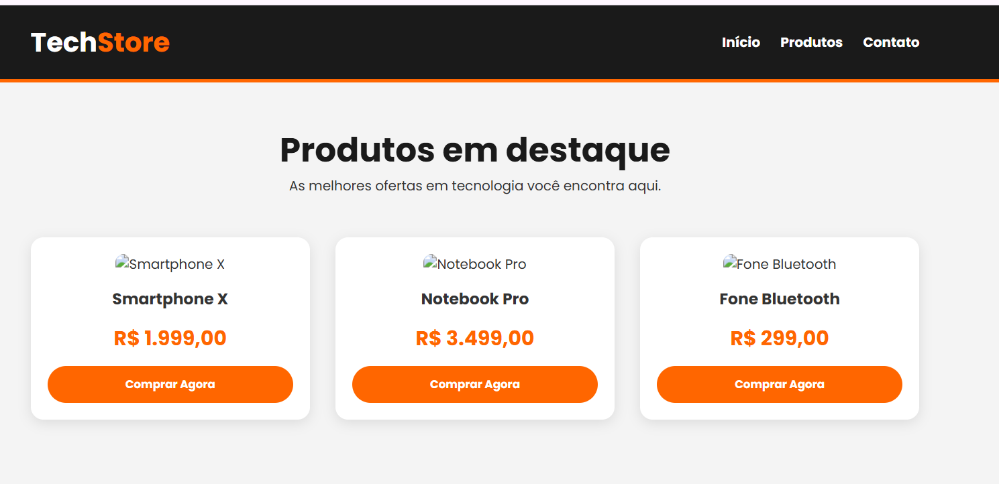 TechStore
Início Produtos Contato
Produtos em destaque
As melhores ofertas em tecnologia você encontra aqui.
Smartphone X
Smartphone X
R$ 1.999,00
Comprar Agora
Notebook Pro
Notebook Pro
R$ 3.499,00
Comprar Agora
Fone Bluetooth
Fone Bluetooth
R$ 299,00
Comprar Agora